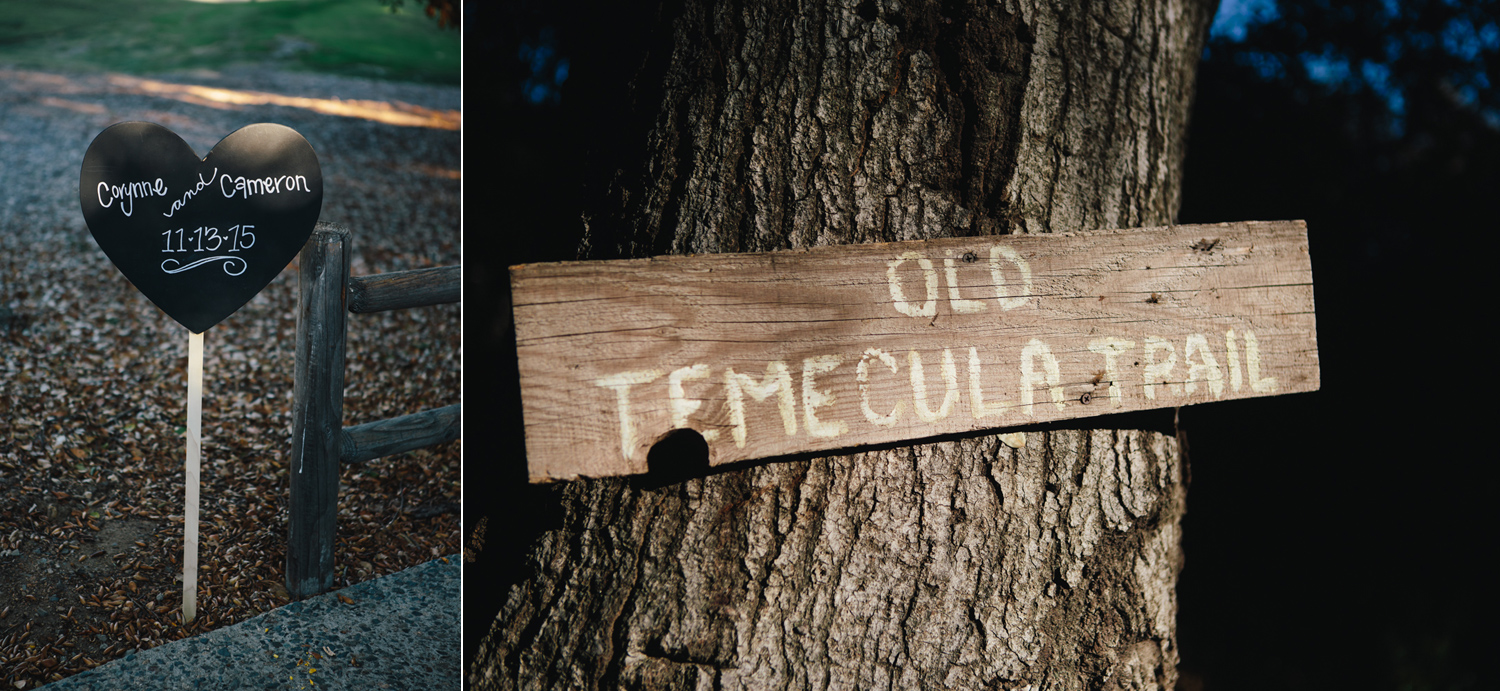 Corynne and Cameron
11·13·15
OLD
TEMECULA TRAIL